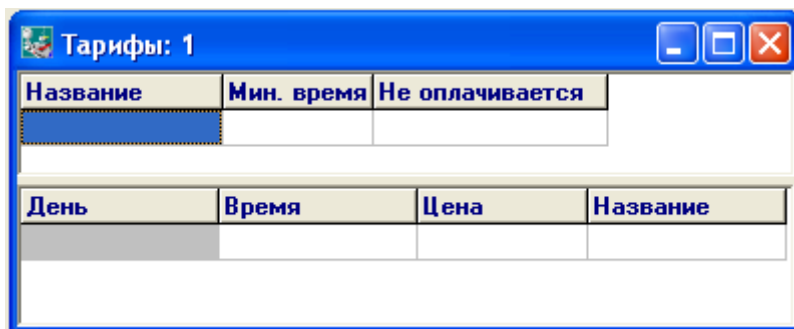 Тарифы: 1
Название Мин. время Не оплачивается
День Время Цена Название